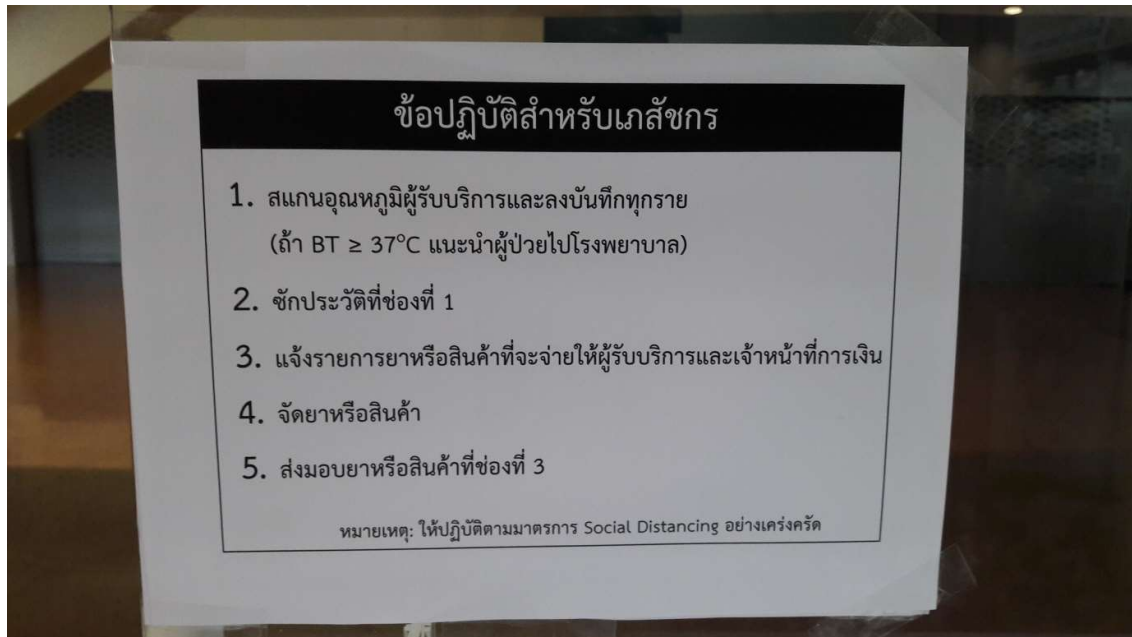 ข้อปฏิบัติสำหรับเภสัชกร
1. สแกนอุณหภูมิผู้รับบริการและลงบันทึกทุกราย
(ถ้า BT ≥ 37°C แนะนำผู้ป่วยไปโรงพยาบาล)
2. ซักประวัติที่ช่องที่ 1
3. แจ้งรายการยาหรือสินค้าที่จะจ่ายให้ผู้รับบริการและเจ้าหน้าที่การเงิน
4. จัดยาหรือสินค้า
5. ส่งมอบยาหรือสินค้าที่ช่องที่ 3
หมายเหตุ: ให้ปฏิบัติตามมาตรการ Social Distancing อย่างเคร่งครัด